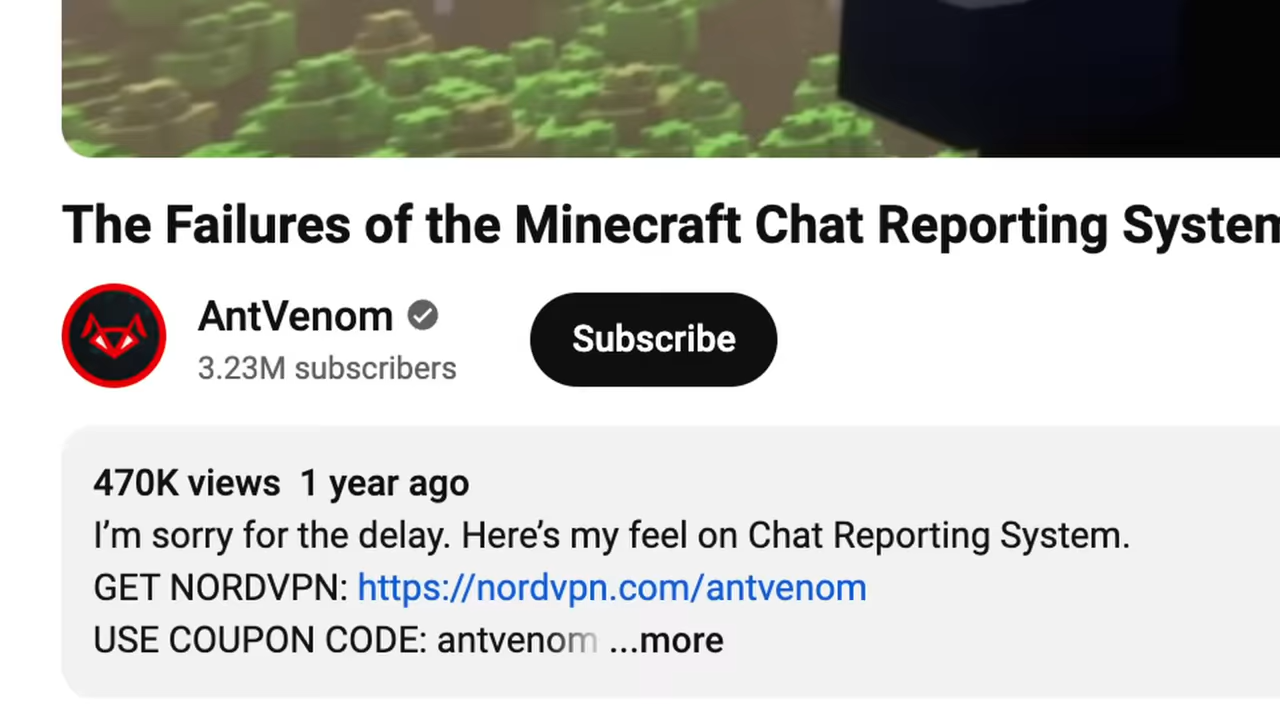 The Failures of the Minecraft Chat Reporting System
AntVenom
3.23M subscribers
Subscribe
470K views 1 year ago
I’m sorry for the delay. Here’s my feel on Chat Reporting System.
GET NORDVPN: https://nordvpn.com/antvenom
USE COUPON CODE: antvenom ...more